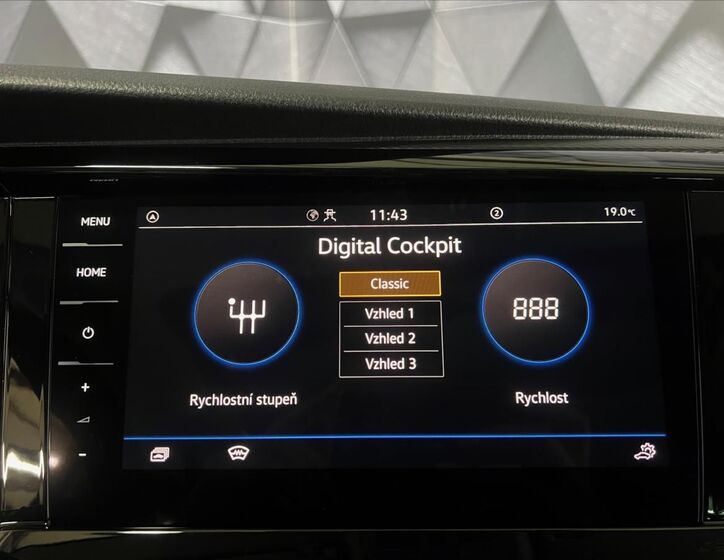 11:43
2
19.0°C
MENU
HOME
+
-
Digital Cockpit
Classic
Vzhled 1
Vzhled 2
Vzhled 3
888
Rychlostní stupeň
Rychlost